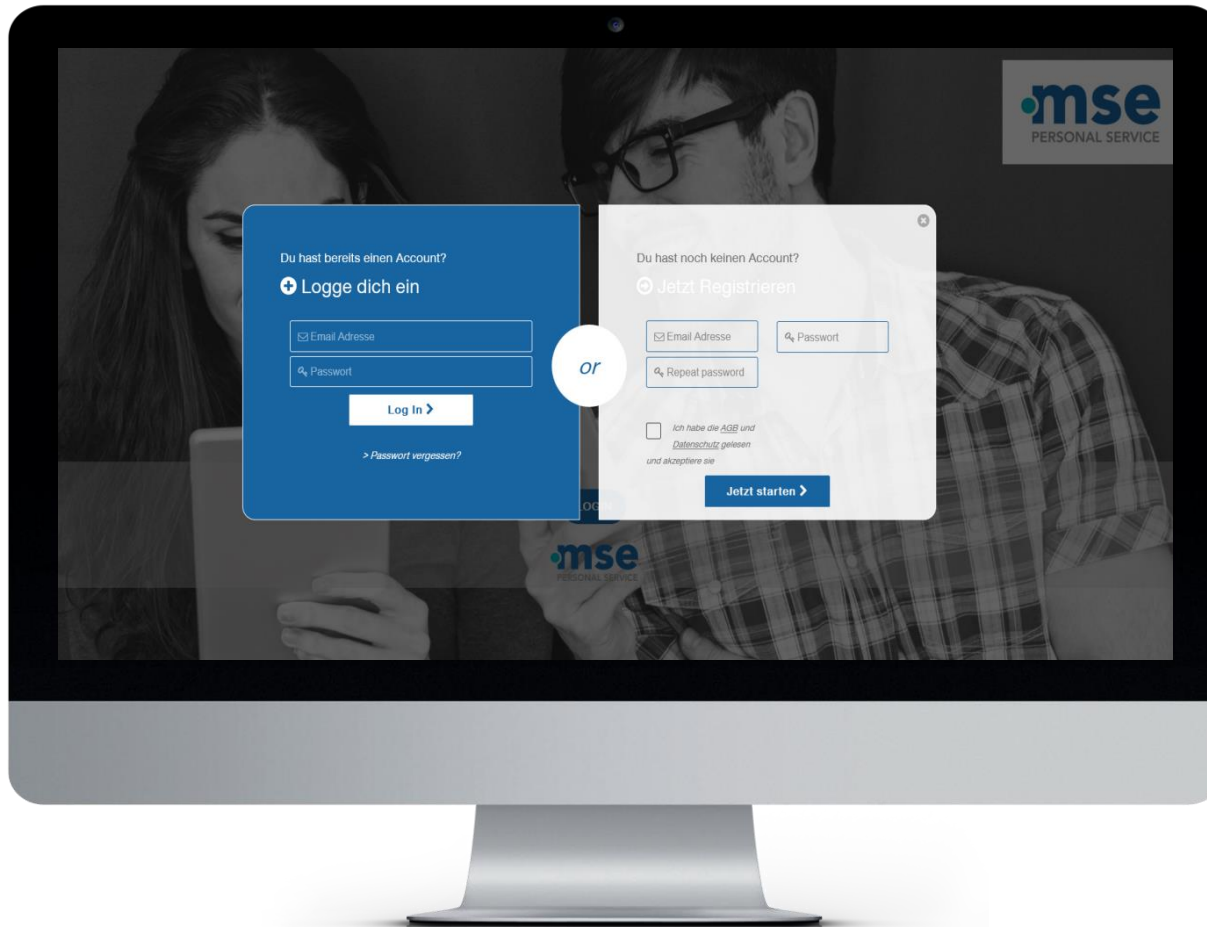 mse
PERSONAL SERVICE
Du hast bereits einen Account?
Logge dich ein
Email Adresse
Passwort
Log In
> Passwort vergessen?
or
Du hast noch keinen Account?
Jetzt Registrieren
Email Adresse
Passwort
Repeat password
Ich habe die AGB und
Datenschutz gelesen
und akzeptiere sie
Jetzt starten
LOGIN
mse
PERSONAL SERVICE